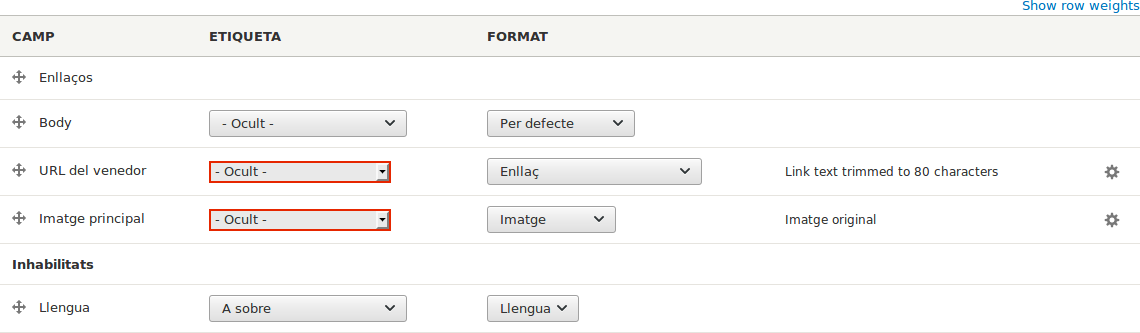 Show row weights
CAMP ETIQUETA FORMAT
Enllaços
Body - Ocult - Per defecte
URL del venedor - Ocult - Enllaç Link text trimmed to 80 characters
Imatge principal - Ocult - Imatge Imatge original
Inhabilitats
Llengua A sobre Llengua